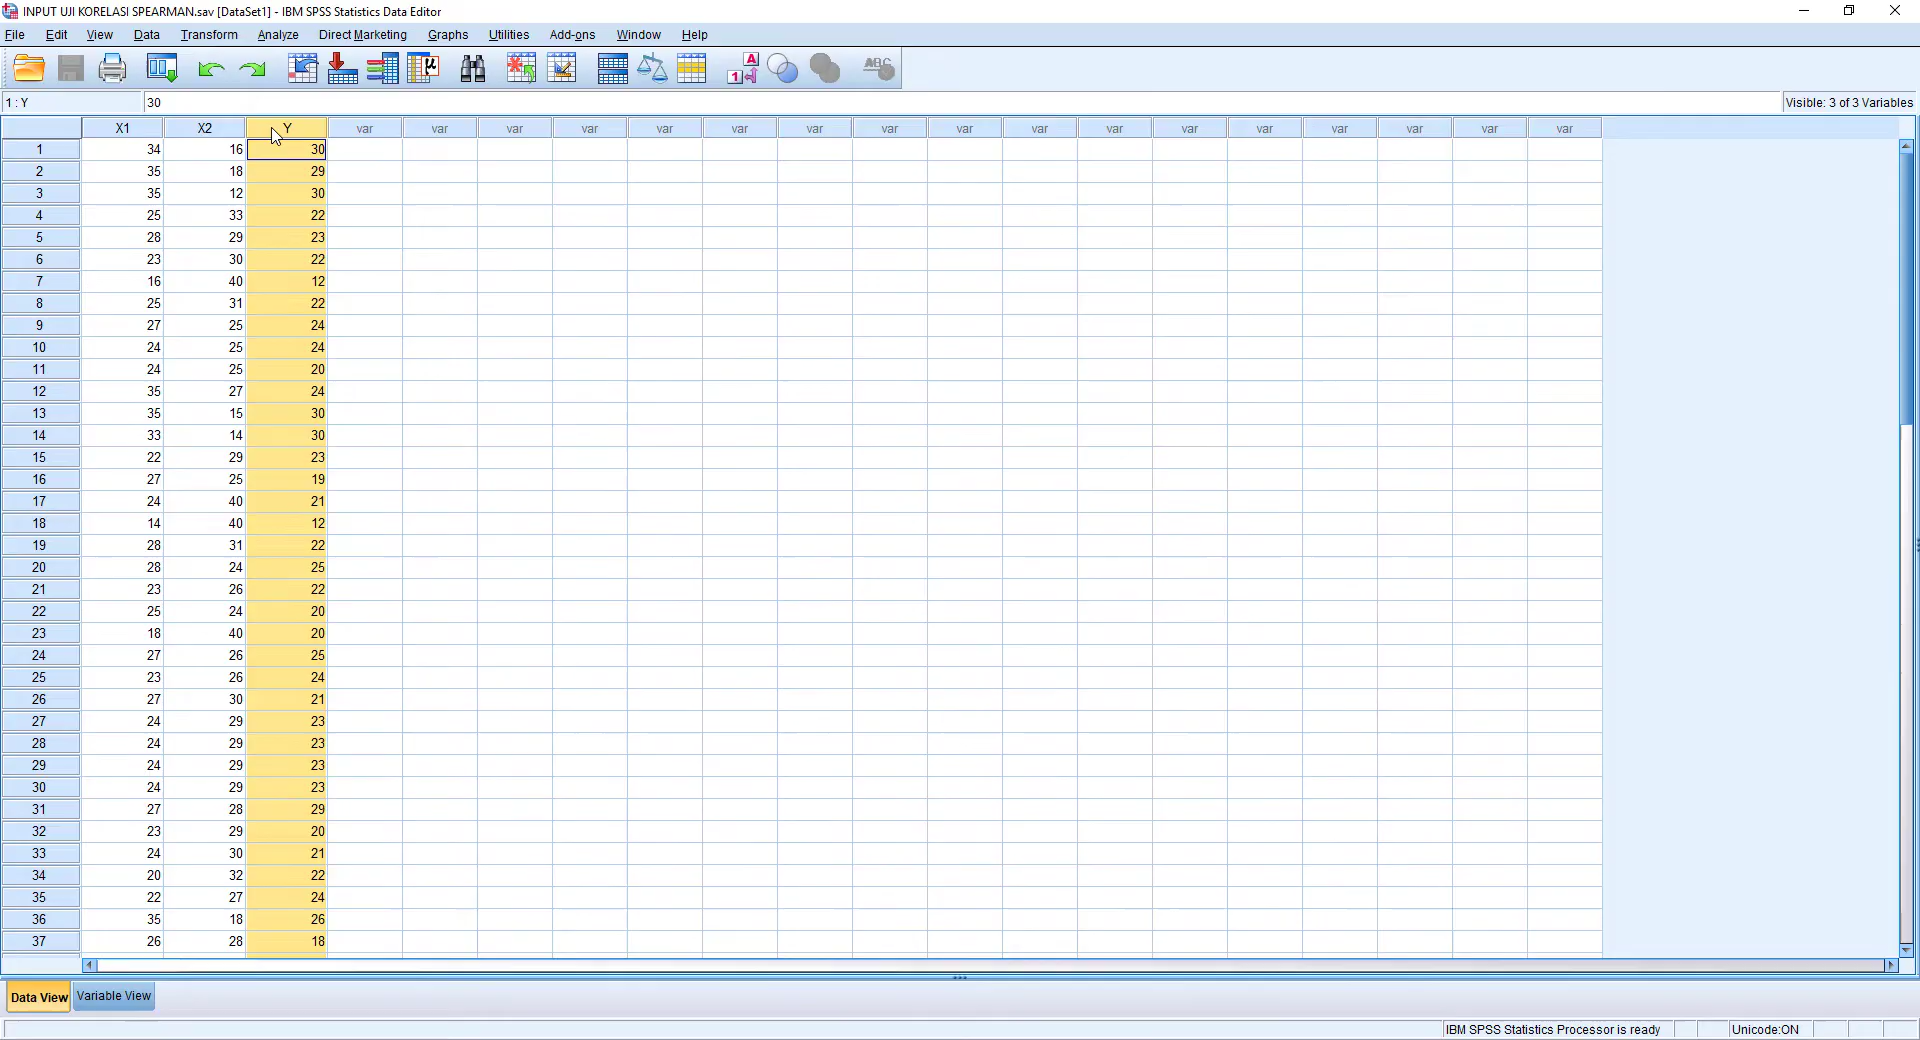 INPUT UJI KORELASI SPEARMAN.sav [DataSet1] - IBM SPSS Statistics Data Editor
File Edit View Data Transform Analyze Direct Marketing Graphs Utilities Add-ons Window Help
1 : Y 30 Visible: 3 of 3 Variables
X1 X2 Y var var var var var var var var var var var var var var var var var
1 34 16 30
2 35 18 29
3 35 12 30
4 25 33 22
5 28 29 23
6 23 30 22
7 16 40 12
8 25 31 22
9 27 25 24
10 24 25 24
11 24 25 20
12 35 27 24
13 35 15 30
14 33 14 30
15 22 29 23
16 27 25 19
17 24 40 21
18 14 40 12
19 28 31 22
20 28 24 25
21 23 26 22
22 25 24 20
23 18 40 20
24 27 26 25
25 23 26 24
26 27 30 21
27 24 29 23
28 24 29 23
29 24 29 23
30 24 29 23
31 27 28 29
32 23 29 20
33 24 30 21
34 20 32 22
35 22 27 24
36 35 18 26
37 26 28 18
Data View Variable View
IBM SPSS Statistics Processor is ready Unicode:ON